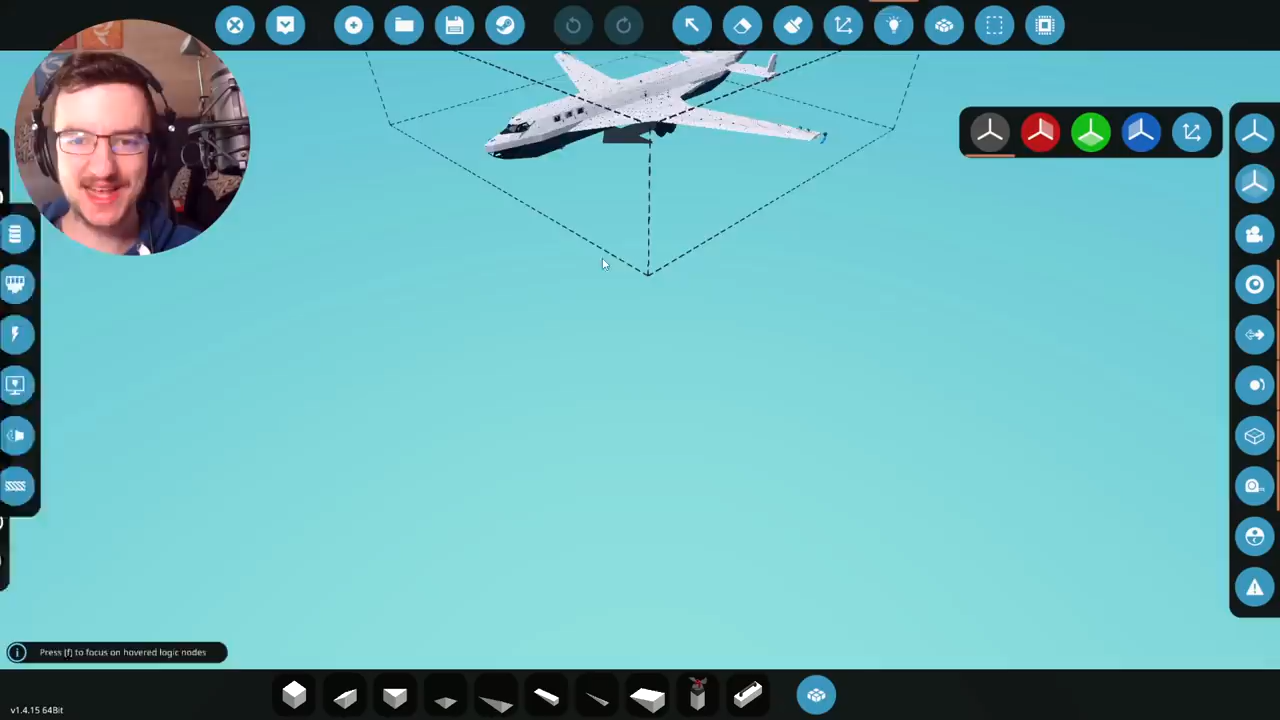 Press [f] to focus on hovered logic nodes
v1.4.15 64Bit